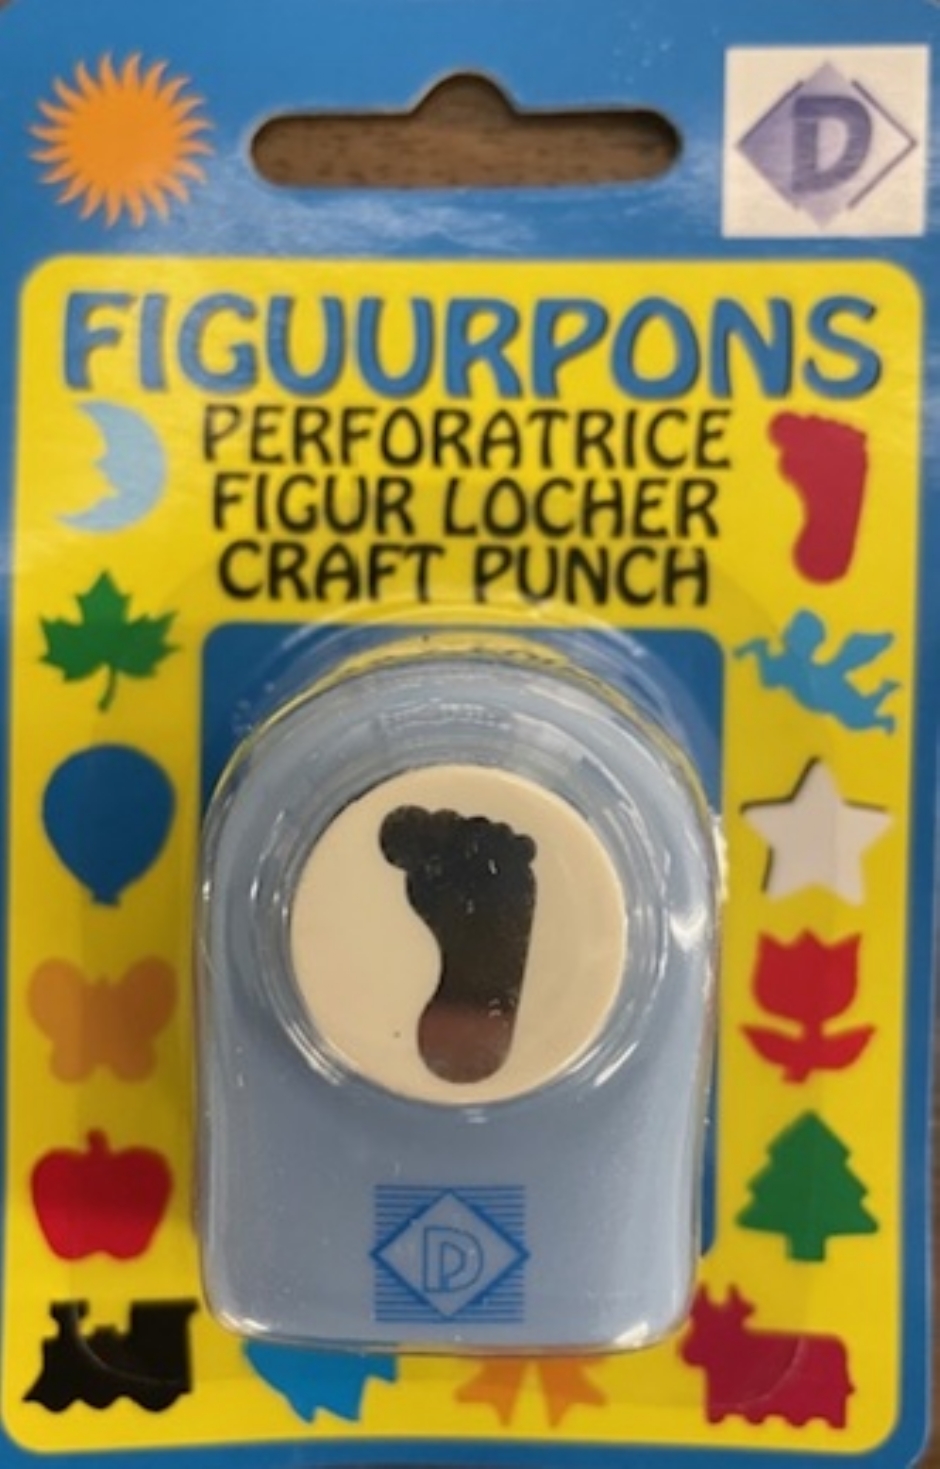 D
FIGUURPONS
PERFORATRICE
FIGUR LOCHER
CRAFT PUNCH
D